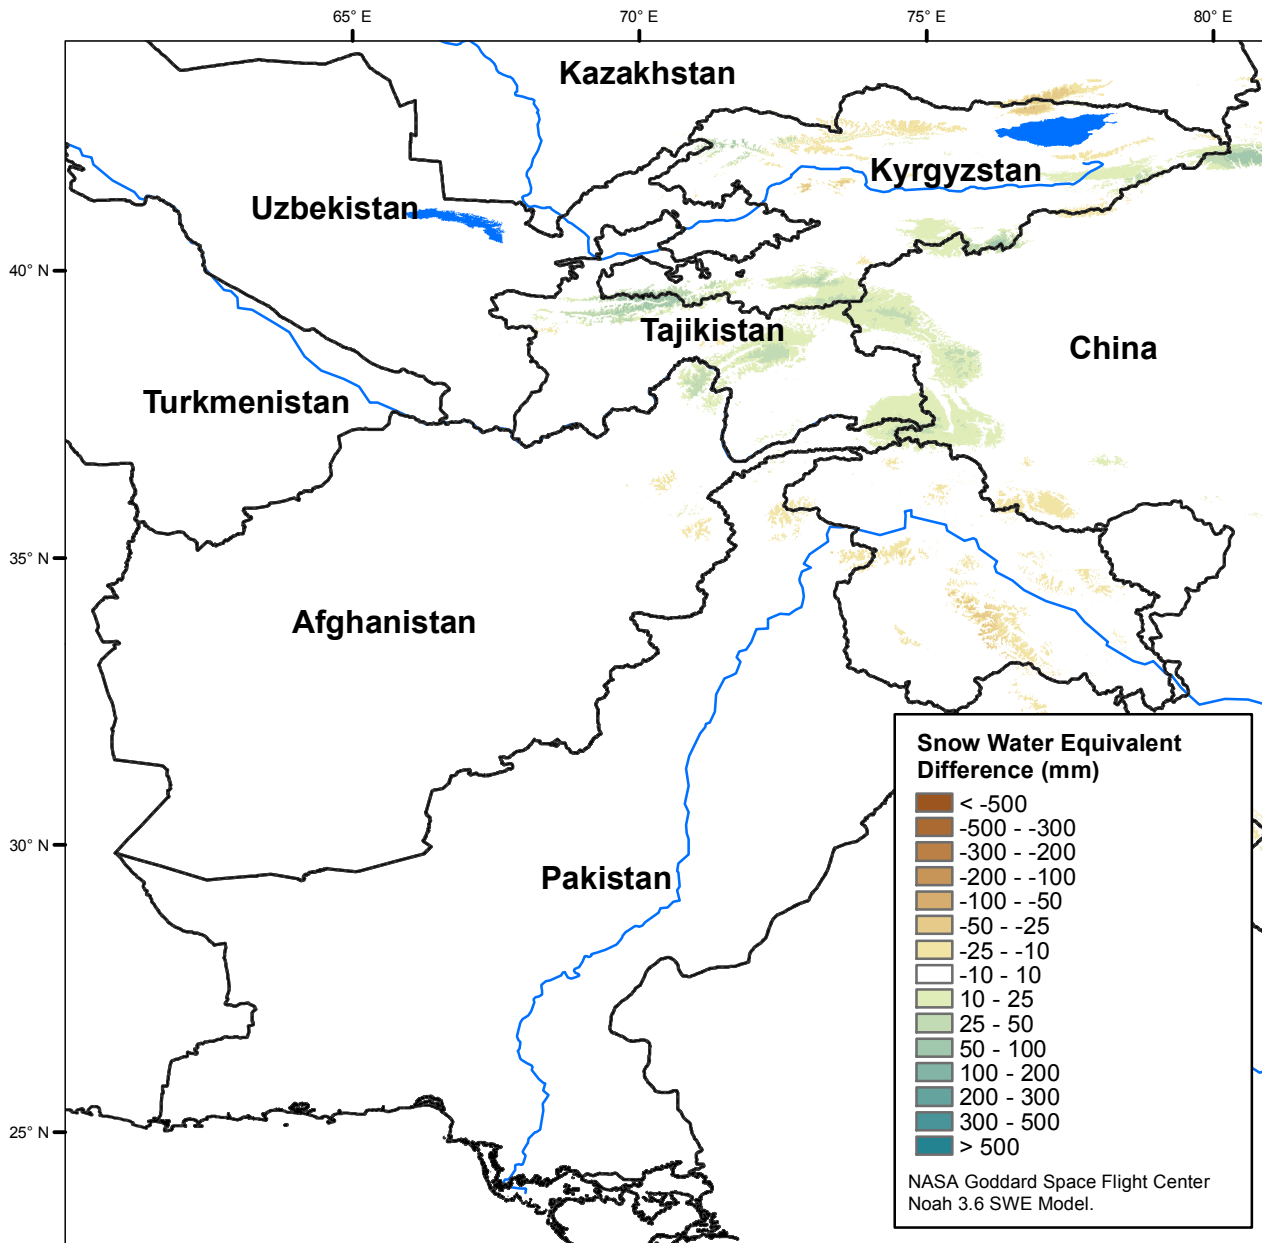 65° E
70° E
75° E
80° E
Kazakhstan
Kyrgyzstan
Uzbekistan
40° N
Tajikistan
China
Turkmenistan
35° N
Afghanistan
Snow Water Equivalent
Difference (mm)
< -500
-500 - -300
-300 - -200
-200 - -100
-100 - -50
-50 - -25
-25 - -10
-10 - 10
10 - 25
25 - 50
50 - 100
100 - 200
200 - 300
300 - 500
> 500
30° N
Pakistan
25° N
NASA Goddard Space Flight Center
Noah 3.6 SWE Model.